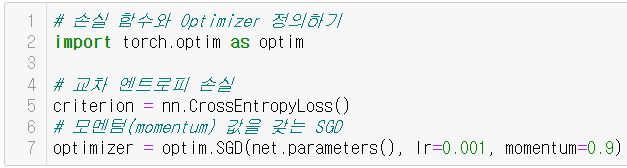 1 # 손실 함수와 Optimizer 정의하기
2 import torch.optim as optim
3
4 # 교차 엔트로피 손실
5 criterion = nn.CrossEntropyLoss()
6 # 모멘텀(momentum) 값을 갖는 SGD
7 optimizer = optim.SGD(net.parameters(), lr=0.001, momentum=0.9)